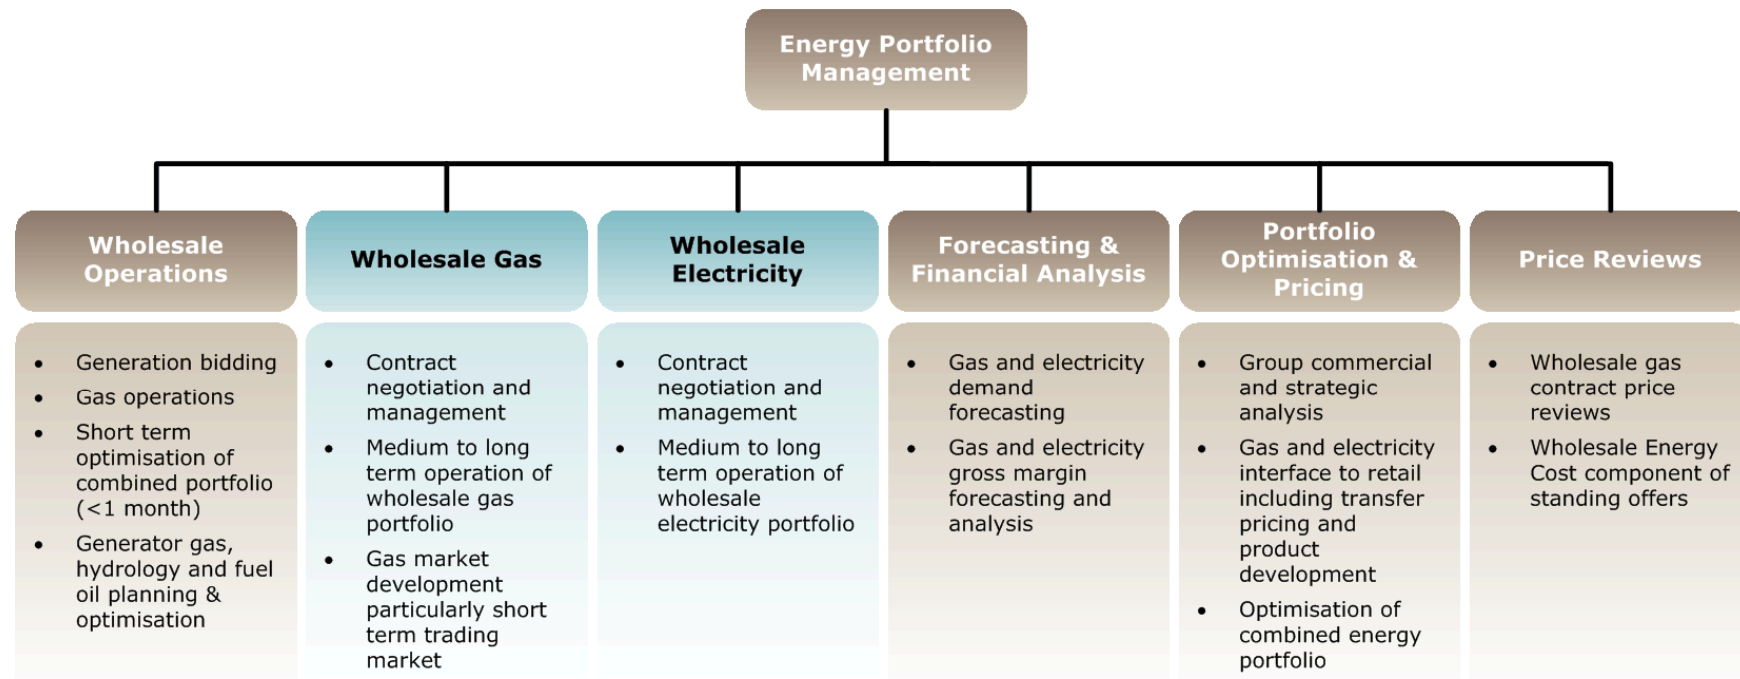 Energy Portfolio
Management
Wholesale
Operations
Wholesale Gas
Wholesale
Electricity
Forecasting &
Financial Analysis
Portfolio
Optimisation &
Pricing
Price Reviews
• Generation bidding
• Gas operations
• Short term
optimisation of
combined portfolio
(<1 month)
• Generator gas,
hydrology and fuel
oil planning &
optimisation
• Contract
negotiation and
management
• Medium to long
term operation of
wholesale gas
portfolio
• Gas market
development
particularly short
term trading
market
• Contract
negotiation and
management
• Medium to long
term operation of
wholesale
electricity portfolio
• Gas and electricity
demand
forecasting
• Gas and electricity
gross margin
forecasting and
analysis
• Group commercial
and strategic
analysis
• Gas and electricity
interface to retail
including transfer
pricing and
product
development
• Optimisation of
combined energy
portfolio
• Wholesale gas
contract price
reviews
• Wholesale Energy
Cost component of
standing offers